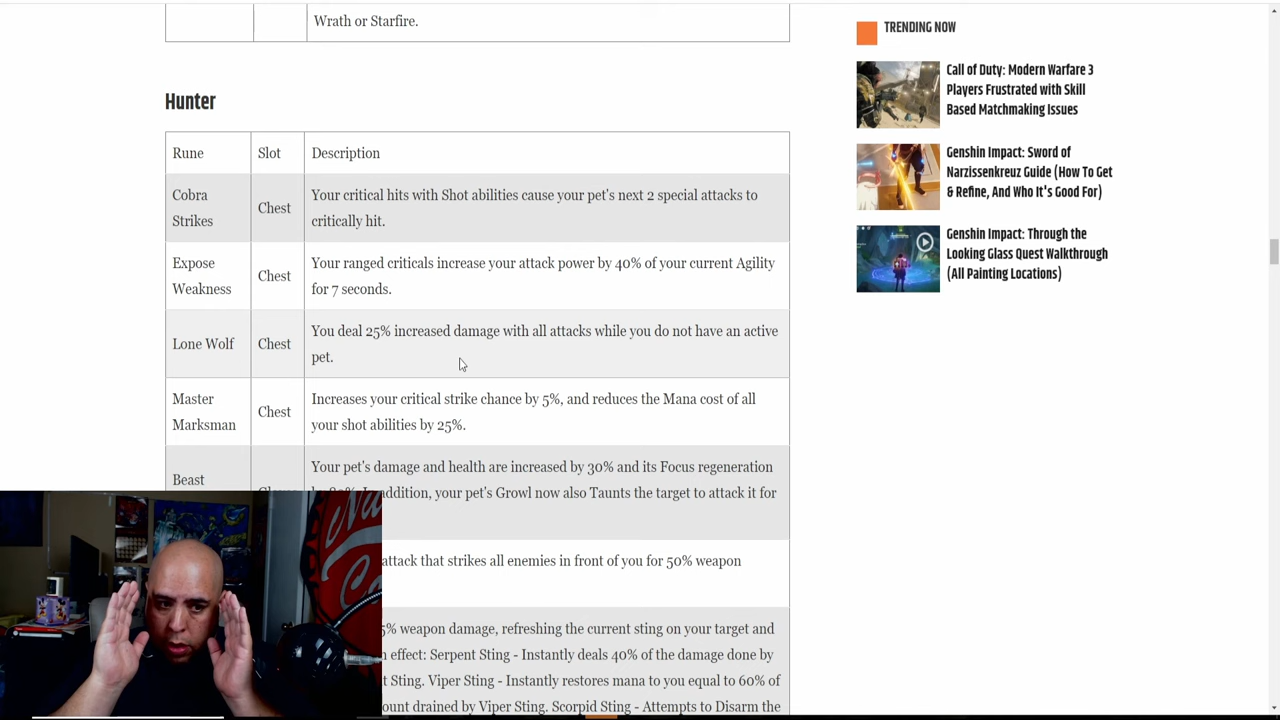 Wrath or Starfire.
Hunter
Rune Slot Description
Cobra Strikes
Chest
Your critical hits with Shot abilities cause your pet's next 2 special attacks to
critically hit.
Expose Weakness
Chest
Your ranged criticals increase your attack power by 40% of your current Agility
for 7 seconds.
Lone Wolf
Chest
You deal 25% increased damage with all attacks while you do not have an active
pet.
Master Marksman
Chest
Increases your critical strike chance by 5%, and reduces the Mana cost of all
your shot abilities by 25%.
Beast
Your pet's damage and health are increased by 30% and its Focus regeneration
addition, your pet's Growl now also Taunts the target to attack it for
attack that strikes all enemies in front of you for 50% weapon
5% weapon damage, refreshing the current sting on your target and
effect: Serpent Sting - Instantly deals 40% of the damage done by
Sting. Viper Sting - Instantly restores mana to you equal to 60% of
drained by Viper Sting. Scorpid Sting - Attempts to Disarm the
TRENDING NOW
Call of Duty: Modern Warfare 3
Players Frustrated with Skill
Based Matchmaking Issues
Genshin Impact: Sword of
Narzissenkreuz Guide (How To Get
& Refine, And Who It's Good For)
Genshin Impact: Through the
Looking Glass Quest Walkthrough
(All Painting Locations)